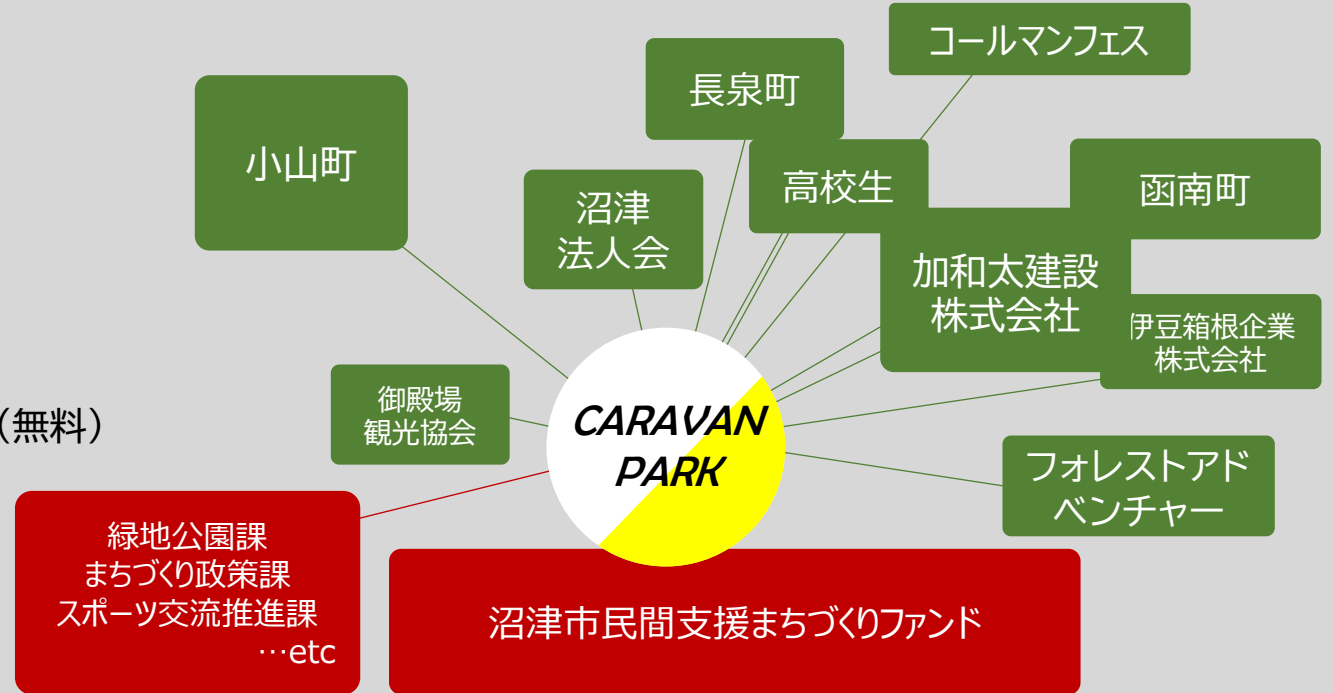 コールマンフェス
長泉町
小山町
高校生
函南町
沼津
法人会
加和太建設
株式会社
伊豆箱根企業
株式会社
御殿場
観光協会
（無料）
CARAVAN
PARK
フォレストアド
ベンチャー
緑地公園課
まちづくり政策課
スポーツ交流推進課
…etc
沼津市民間支援まちづくりファンド